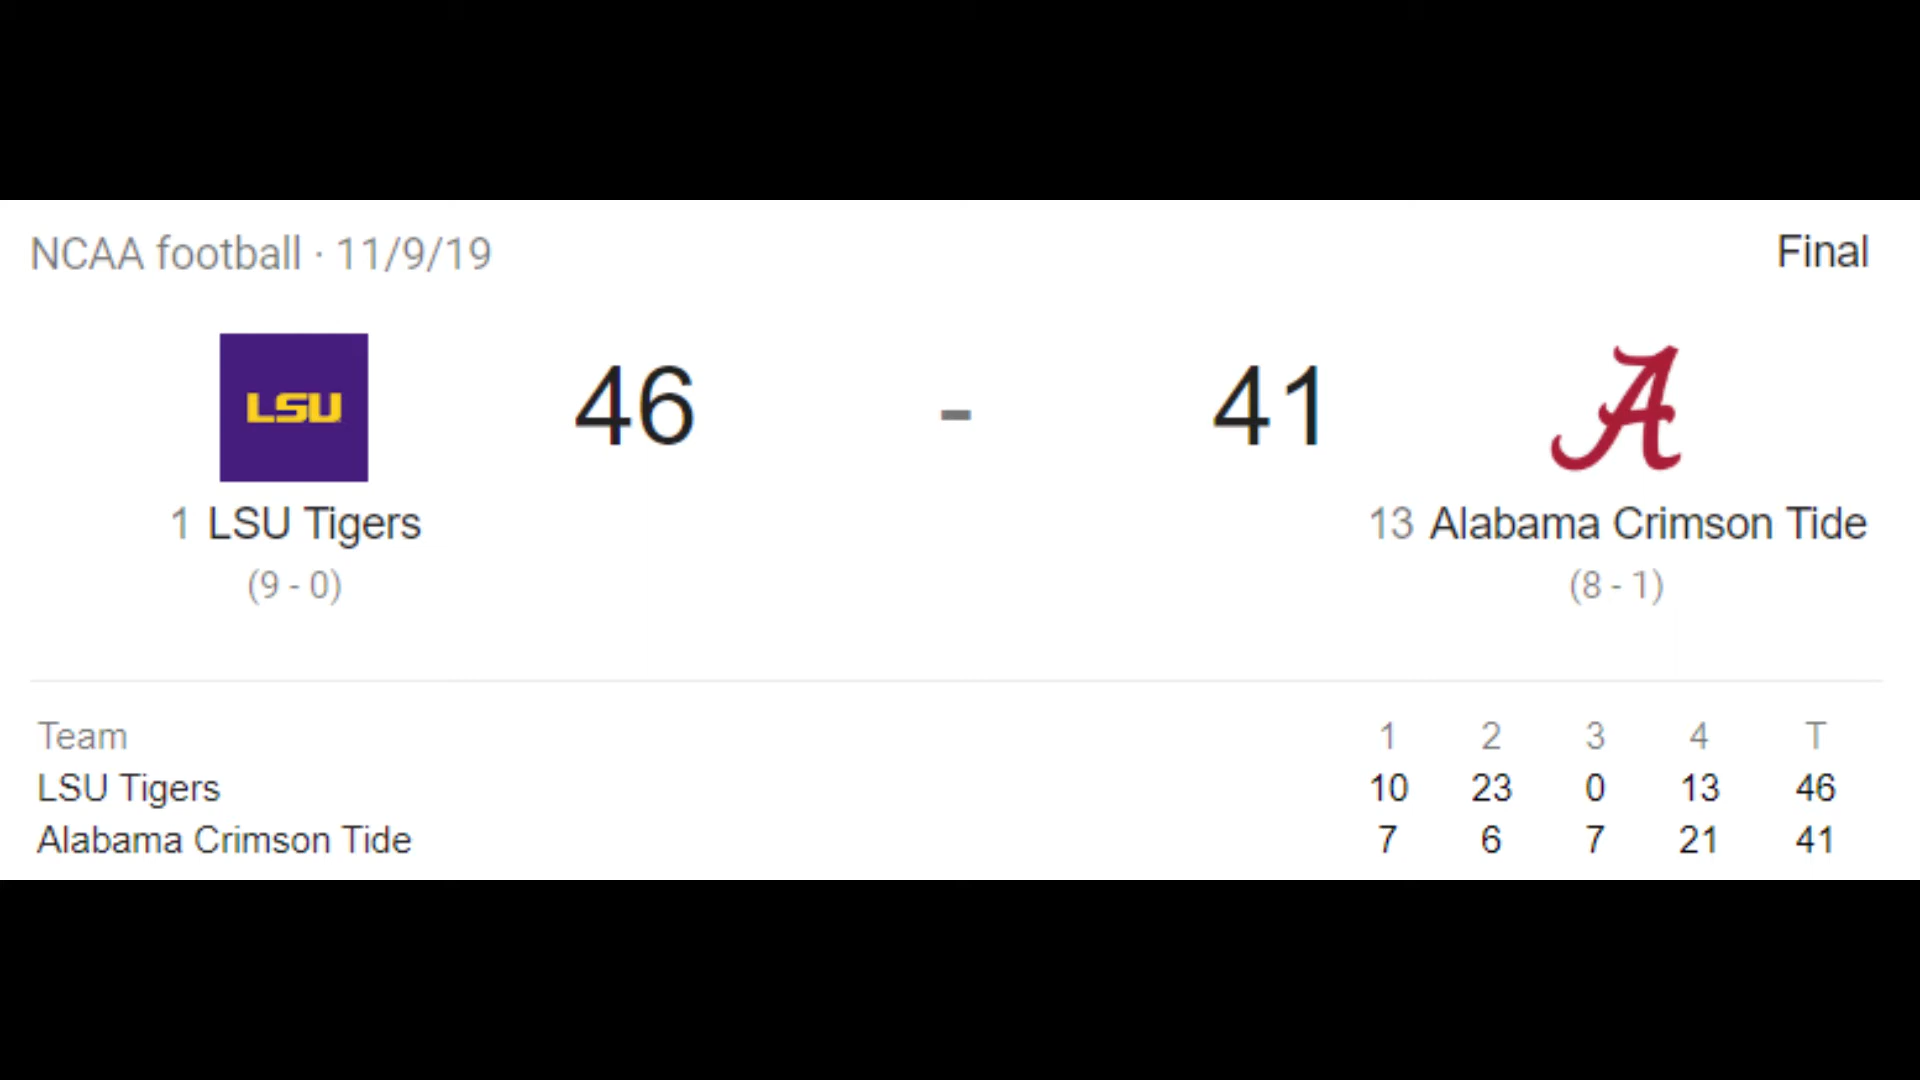 NCAA football · 11/9/19 Final
LSU 46 - 41 A
1 LSU Tigers 13 Alabama Crimson Tide
(9 - 0) (8 - 1)
Team 1 2 3 4 T
LSU Tigers 10 23 0 13 46
Alabama Crimson Tide 7 6 7 21 41